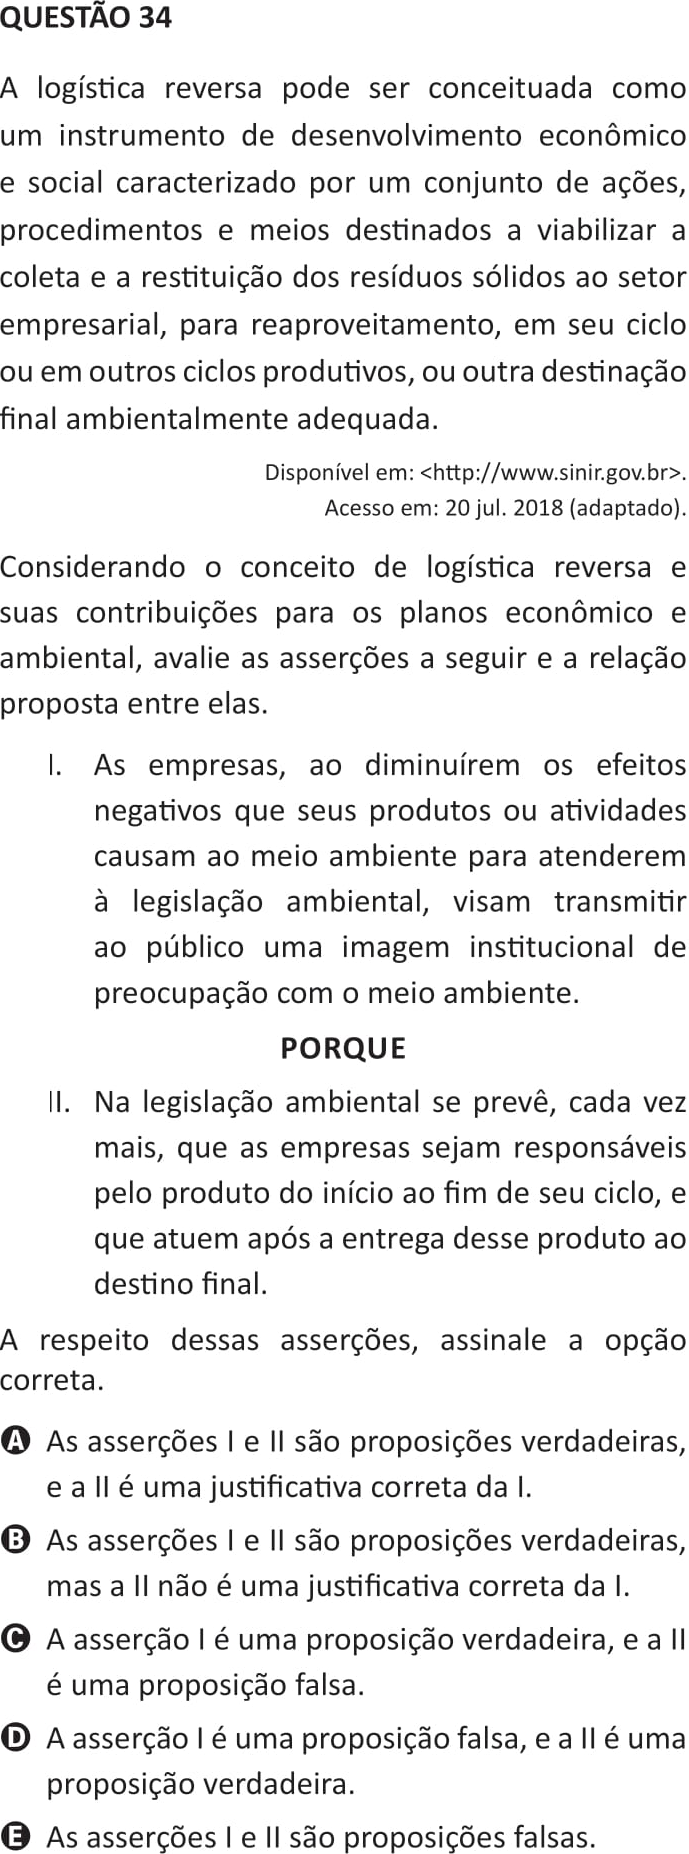 QUESTÃO 34
A logística reversa pode ser conceituada como
um instrumento de desenvolvimento econômico
e social caracterizado por um conjunto de ações,
procedimentos e meios destinados a viabilizar a
coleta e a restituição dos resíduos sólidos ao setor
empresarial, para reaproveitamento, em seu ciclo
ou em outros ciclos produtivos, ou outra destinação
final ambientalmente adequada.
Disponível em: <http://www.sinir.gov.br>.
Acesso em: 20 jul. 2018 (adaptado).
Considerando o conceito de logística reversa e
suas contribuições para os planos econômico e
ambiental, avalie as asserções a seguir e a relação
proposta entre elas.
I. As empresas, ao diminuírem os efeitos
negativos que seus produtos ou atividades
causam ao meio ambiente para atenderem
à legislação ambiental, visam transmitir
ao público uma imagem institucional de
preocupação com o meio ambiente.
PORQUE
II. Na legislação ambiental se prevê, cada vez
mais, que as empresas sejam responsáveis
pelo produto do início ao fim de seu ciclo, e
que atuem após a entrega desse produto ao
destino final.
A respeito dessas asserções, assinale a opção
correta.
A As asserções I e II são proposições verdadeiras,
e a II é uma justificativa correta da I.
B As asserções I e II são proposições verdadeiras,
mas a II não é uma justificativa correta da I.
C A asserção I é uma proposição verdadeira, e a II
é uma proposição falsa.
D A asserção I é uma proposição falsa, e a II é uma
proposição verdadeira.
E As asserções I e II são proposições falsas.